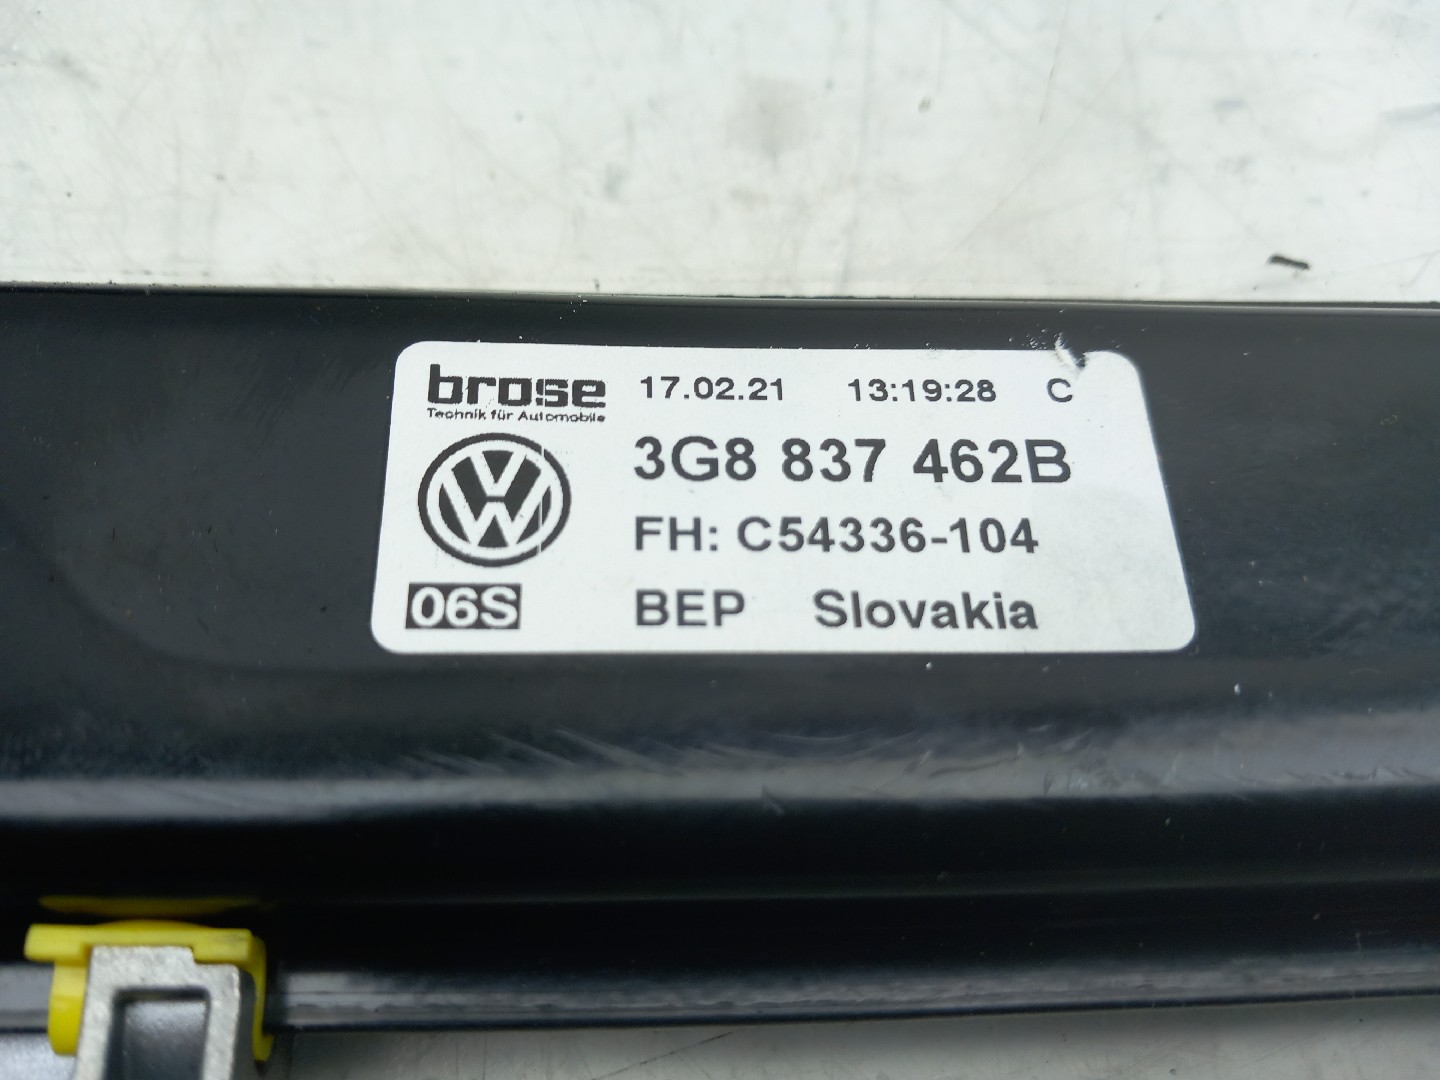 brose 17.02.21 13:19:28 C
Technik für Automobile
3G8 837 462B
FH: C54336-104
06S BEP Slovakia